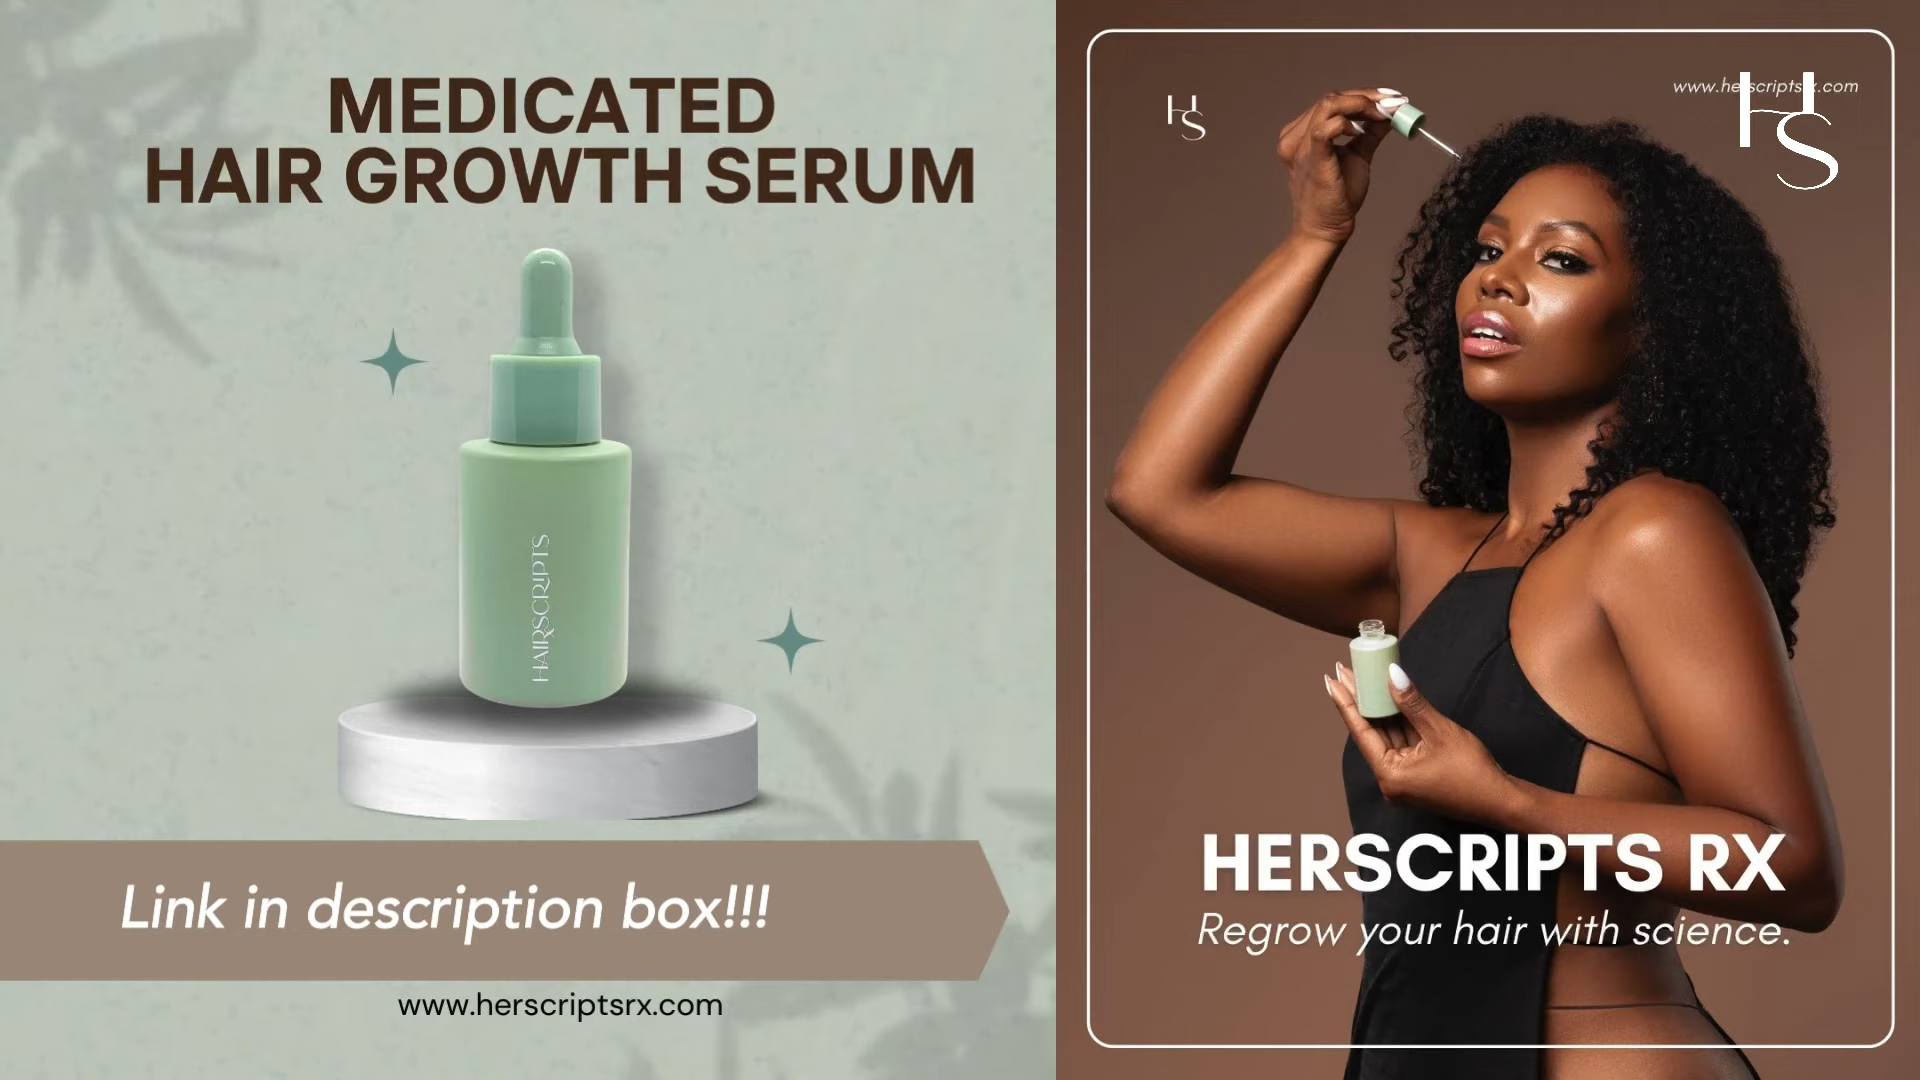 MEDICATED
HAIR GROWTH SERUM
HAIRSCRIPTS
Link in description box!!!
www.herscriptsrx.com
HS
www.herscriptsrx.com
HS
HERSCRIPTS RX
Regrow your hair with science.